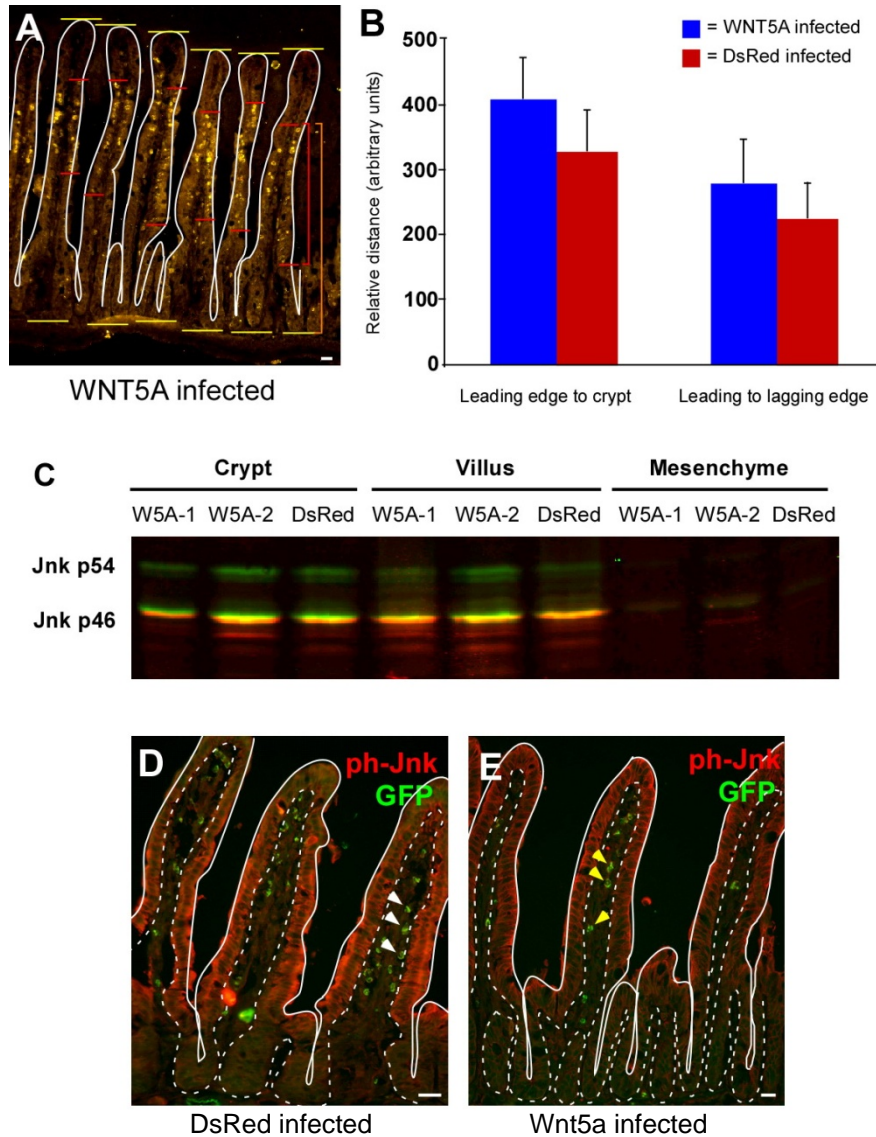 A
WNT5A infected
B
= WNT5A infected
= DsRed infected
Relative distance (arbitrary units)
500
400
300
200
100
0
Leading edge to crypt
Leading to lagging edge
C
Crypt Villus Mesenchyme
W5A-1 W5A-2 DsRed W5A-1 W5A-2 DsRed W5A-1 W5A-2 DsRed
Jnk p54
Jnk p46
D
ph-Jnk
GFP
DsRed infected
E
ph-Jnk
GFP
Wnt5a infected